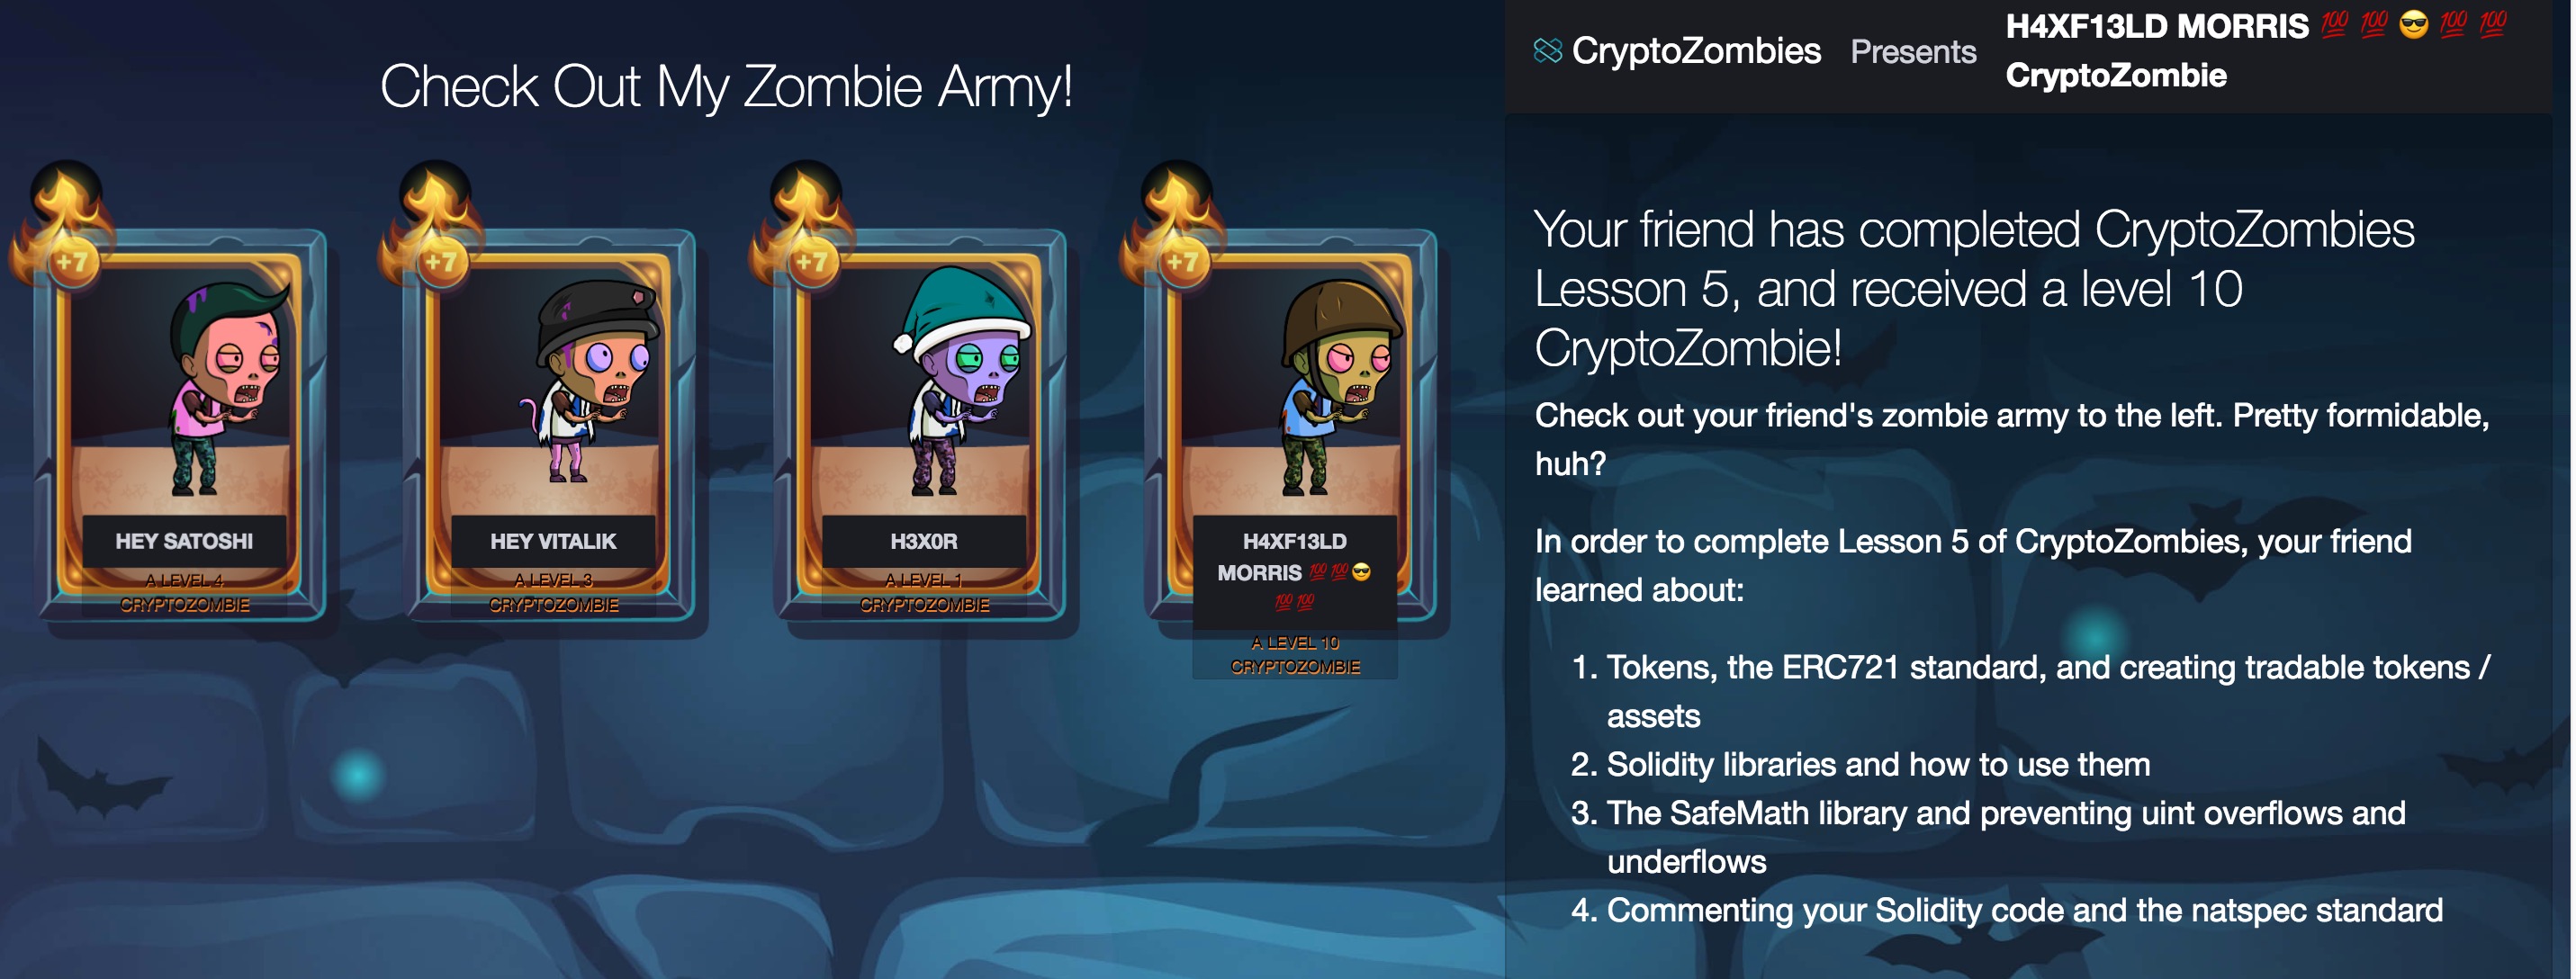 Check Out My Zombie Army!
+7
HEY SATOSHI
A LEVEL 4
CRYPTOZOMBIE
+7
HEY VITALIK
A LEVEL 3
CRYPTOZOMBIE
+7
H3X0R
A LEVEL 1
CRYPTOZOMBIE
+7
H4XF13LD
MORRIS 💯💯😎
💯💯
A LEVEL 10
CRYPTOZOMBIE
CryptoZombies Presents
H4XF13LD MORRIS 💯 💯 😎 💯 💯
CryptoZombie
Your friend has completed CryptoZombies
Lesson 5, and received a level 10
CryptoZombie!
Check out your friend's zombie army to the left. Pretty formidable,
huh?
In order to complete Lesson 5 of CryptoZombies, your friend
learned about:
1. Tokens, the ERC721 standard, and creating tradable tokens /
assets
2. Solidity libraries and how to use them
3. The SafeMath library and preventing uint overflows and
underflows
4. Commenting your Solidity code and the natspec standard